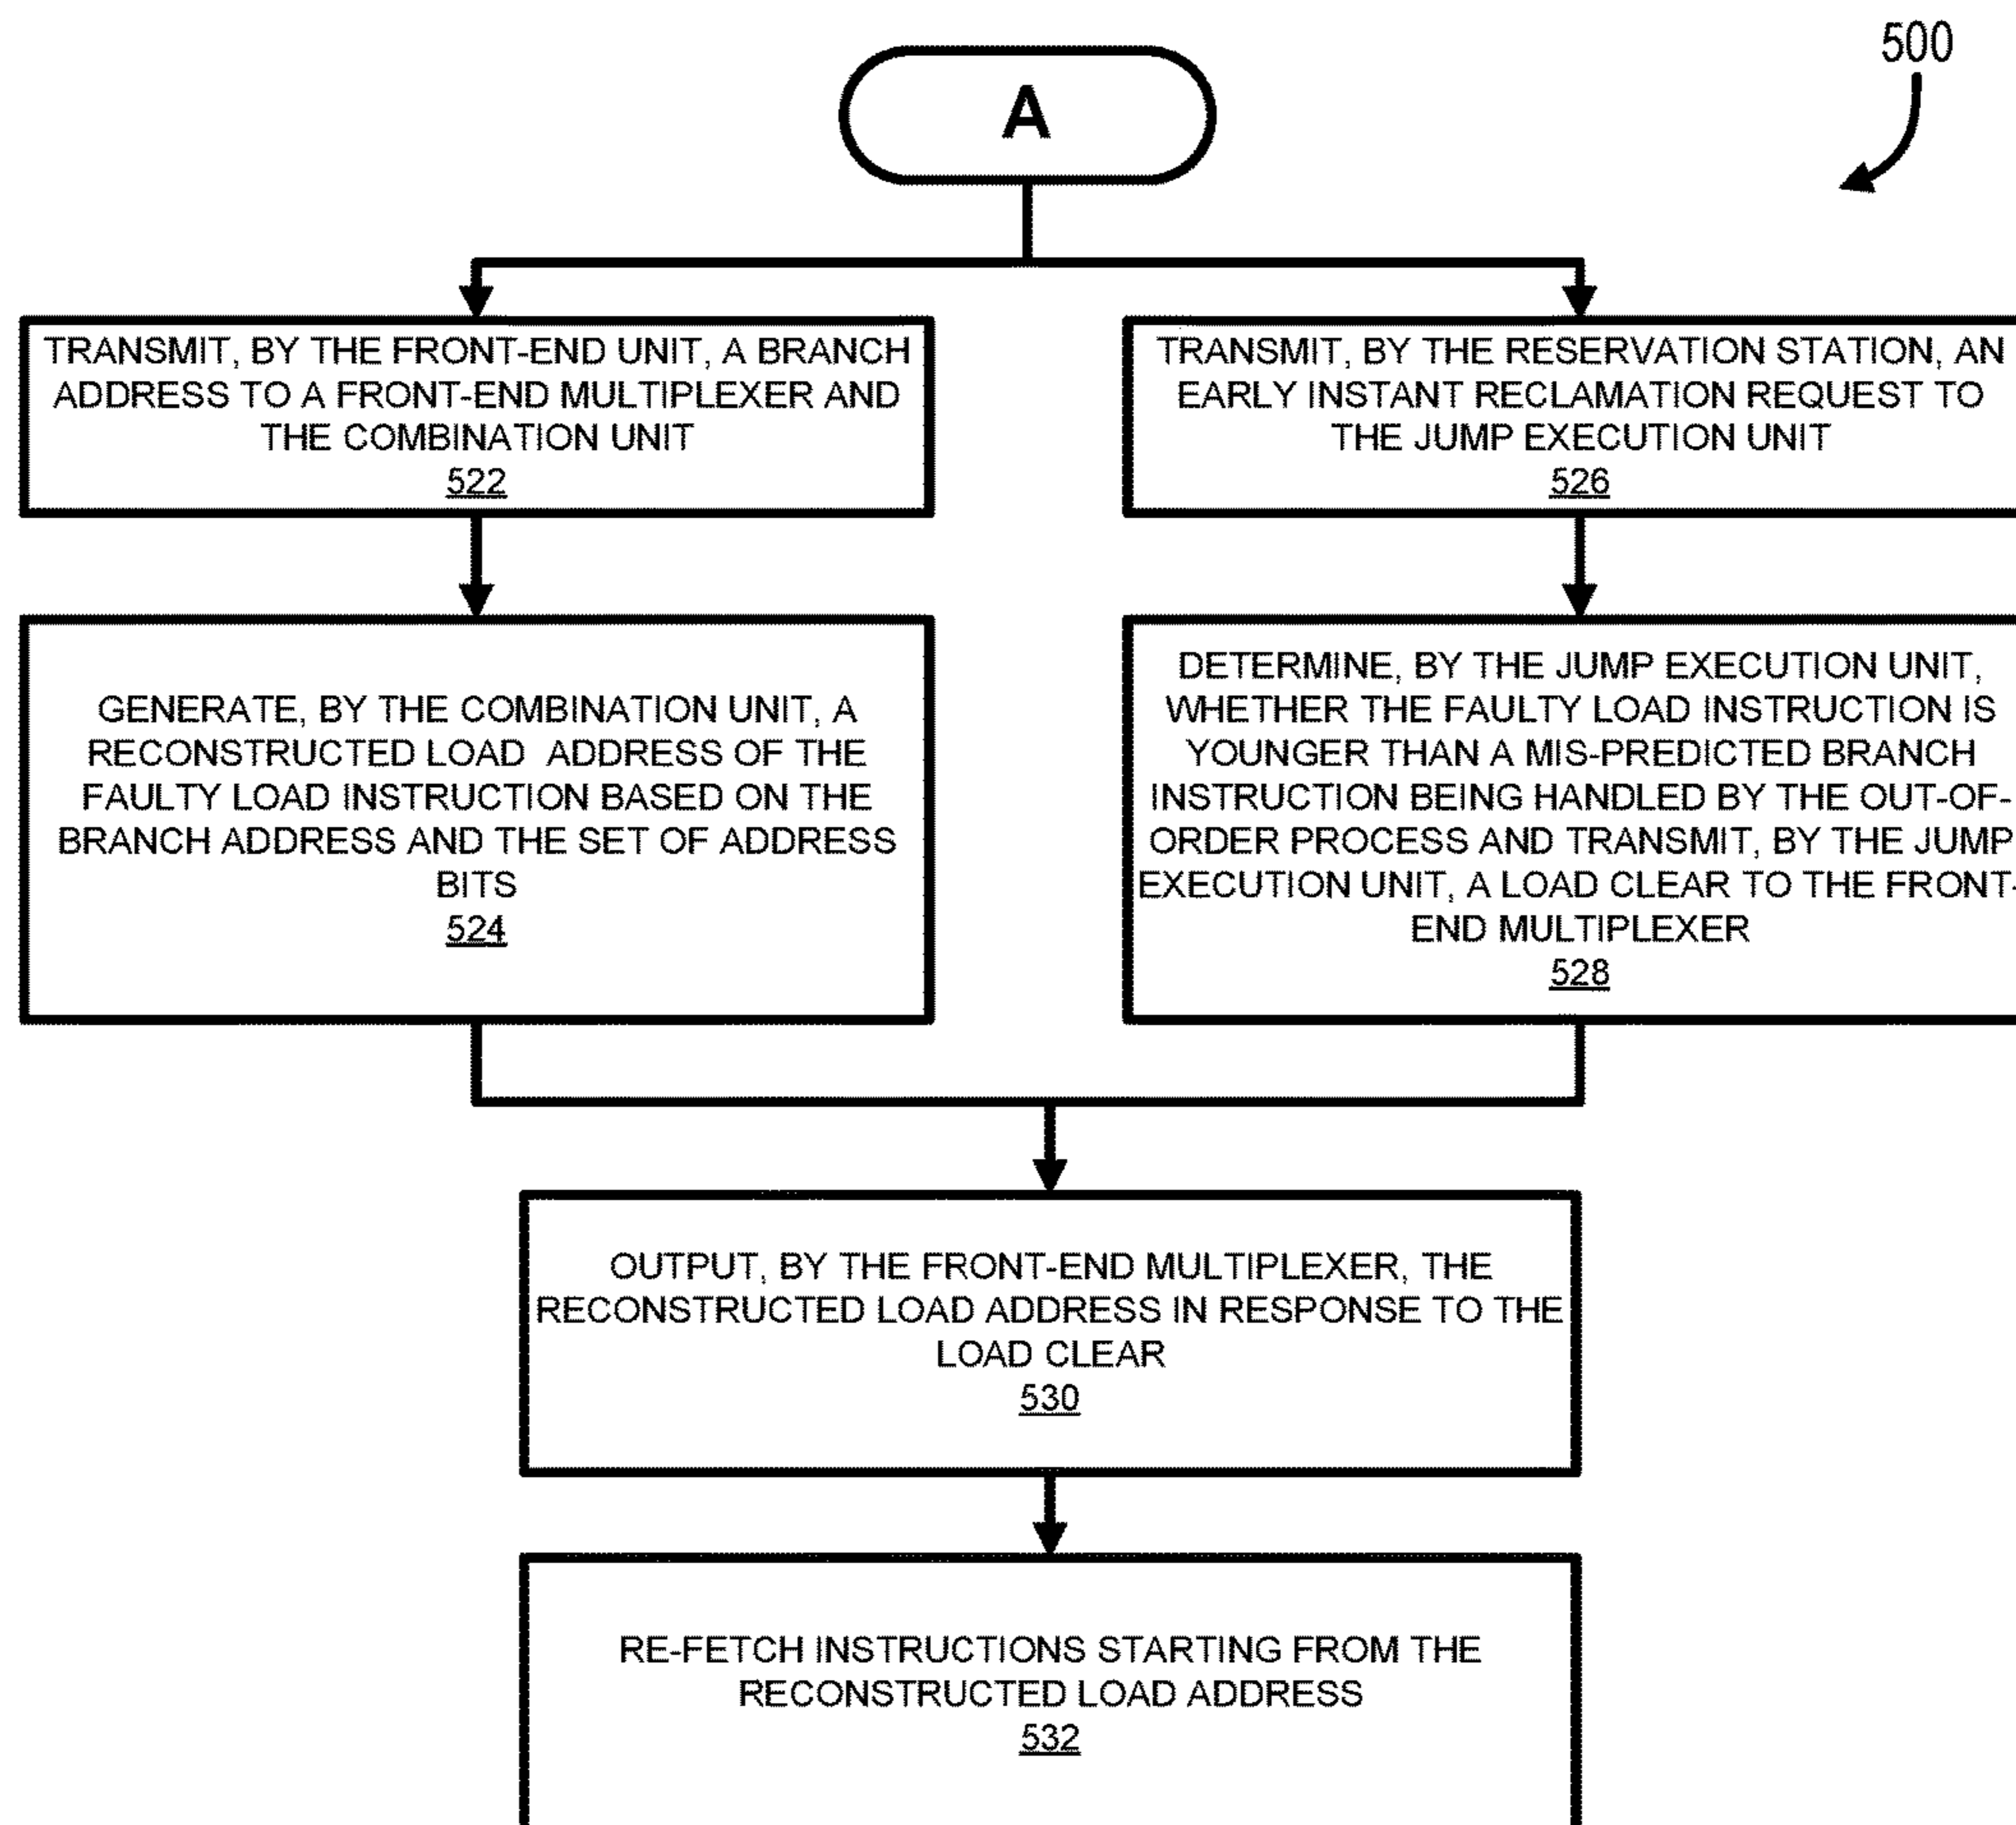 500
A
TRANSMIT, BY THE FRONT-END UNIT, A BRANCH
ADDRESS TO A FRONT-END MULTIPLEXER AND
THE COMBINATION UNIT
522
TRANSMIT, BY THE RESERVATION STATION, AN
EARLY INSTANT RECLAMATION REQUEST TO
THE JUMP EXECUTION UNIT
526
GENERATE, BY THE COMBINATION UNIT, A
RECONSTRUCTED LOAD ADDRESS OF THE
FAULTY LOAD INSTRUCTION BASED ON THE
BRANCH ADDRESS AND THE SET OF ADDRESS
BITS
524
DETERMINE, BY THE JUMP EXECUTION UNIT,
WHETHER THE FAULTY LOAD INSTRUCTION IS
YOUNGER THAN A MIS-PREDICTED BRANCH
INSTRUCTION BEING HANDLED BY THE OUT-OF-
ORDER PROCESS AND TRANSMIT, BY THE JUMP
EXECUTION UNIT, A LOAD CLEAR TO THE FRONT-
END MULTIPLEXER
528
OUTPUT, BY THE FRONT-END MULTIPLEXER, THE
RECONSTRUCTED LOAD ADDRESS IN RESPONSE TO THE
LOAD CLEAR
530
RE-FETCH INSTRUCTIONS STARTING FROM THE
RECONSTRUCTED LOAD ADDRESS
532